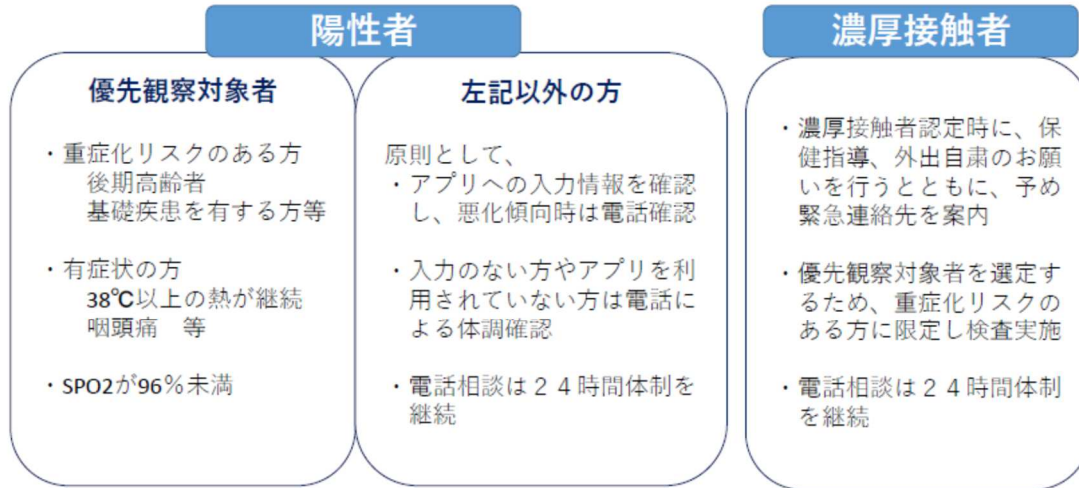 陽性者
優先観察対象者
・重症化リスクのある方
後期高齢者
基礎疾患を有する方等
・有症状の方
38℃以上の熱が継続
咽頭痛　等
・SPO2が96%未満
左記以外の方
原則として、
・アプリへの入力情報を確認
し、悪化傾向時は電話確認
・入力のない方やアプリを利
用されていない方は電話に
よる体調確認
・電話相談は２４時間体制を
継続
濃厚接触者
・濃厚接触者認定時に、保
健指導、外出自粛のお願
いを行うとともに、予め
緊急連絡先を案内
・優先観察対象者を選定す
るため、重症化リスクの
ある方に限定し検査実施
・電話相談は２４時間体制
を継続